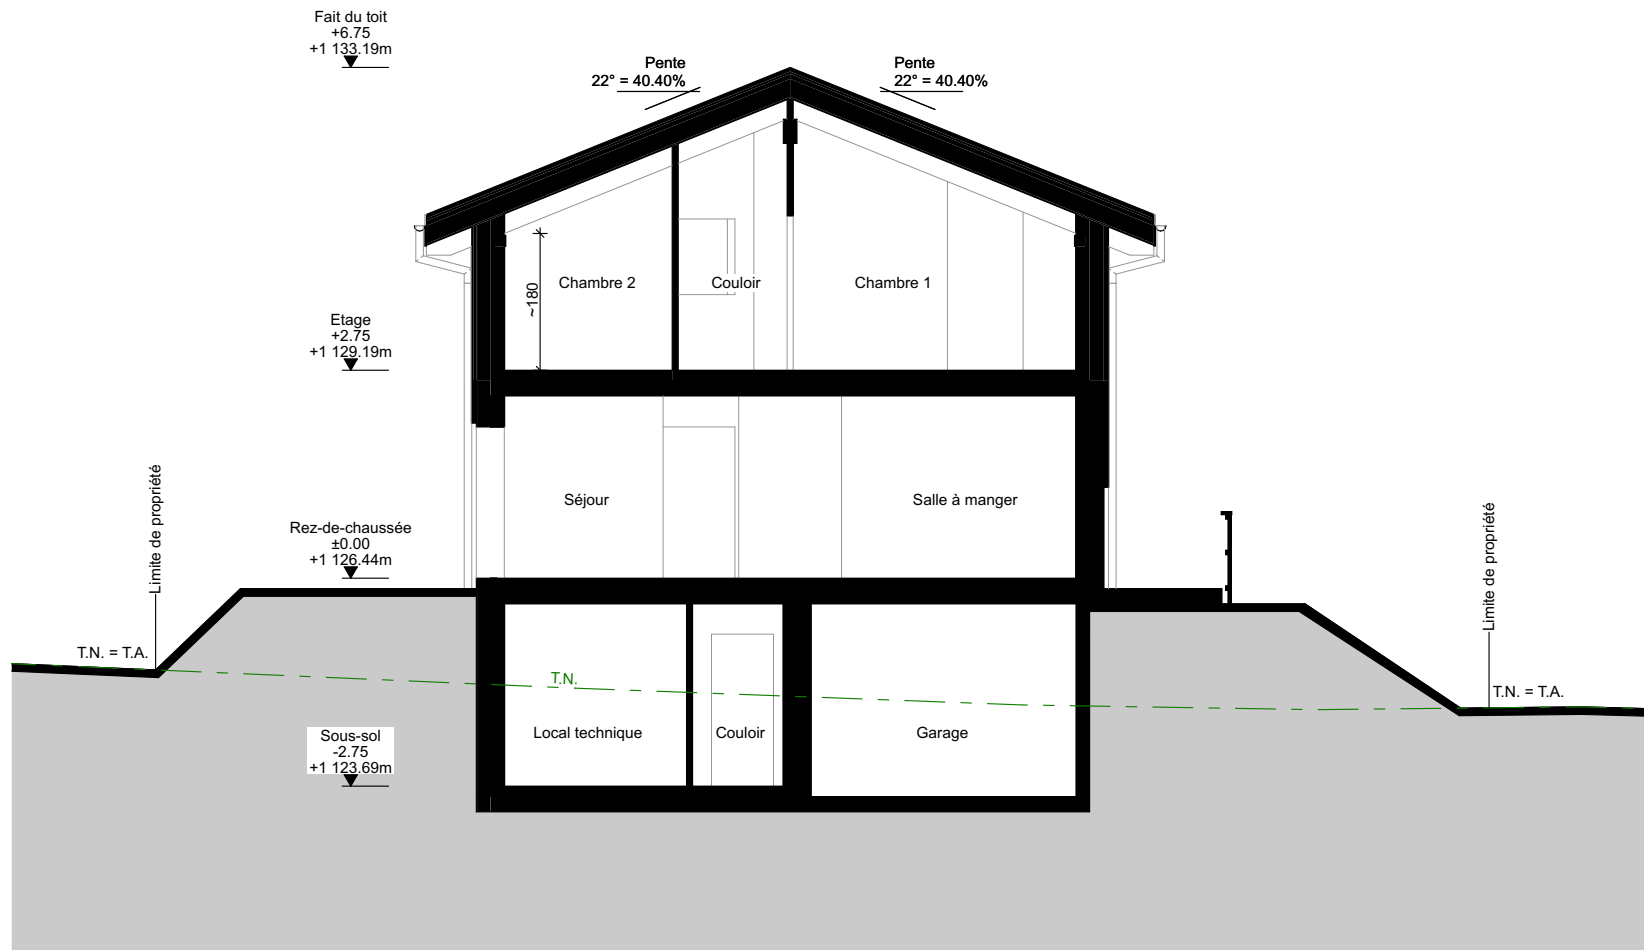 Fait du toit
+6.75
+1 133.19m
Pente
22° = 40.40%
Pente
22° = 40.40%
~180
Chambre 2
Couloir
Chambre 1
Etage
+2.75
+1 129.19m
Séjour
Salle à manger
Limite de propriété
Rez-de-chaussée
±0.00
+1 126.44m
Limite de propriété
T.N. = T.A.
T.N.
T.N. = T.A.
Sous-sol
-2.75
+1 123.69m
Local technique
Couloir
Garage